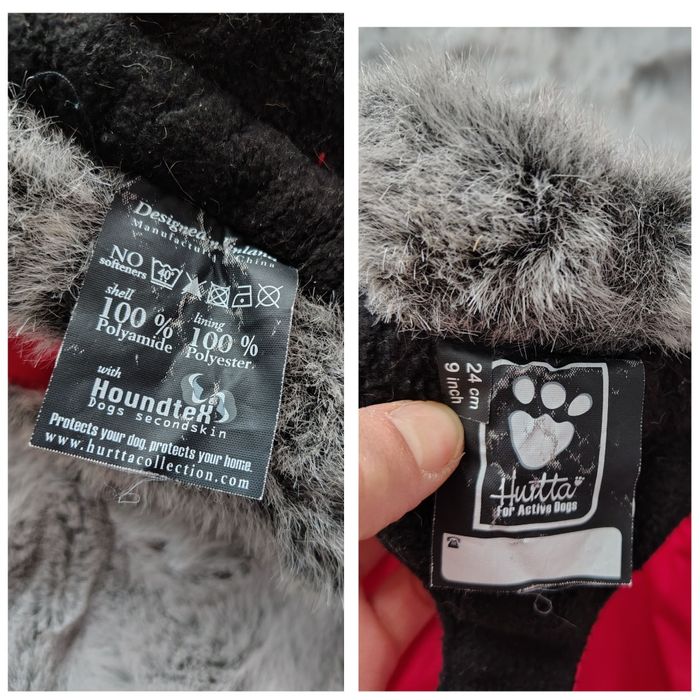 Designed in Finland
Manufactured in China
NO
softeners
40°
shell
100 %
Polyamide
lining
100 %
Polyester
with
Houndtex
Dogs secondskin
Protects your dog, protects your home.
www.hurttacollection.com
24 cm
9 inch
Hurtta
For Active Dogs